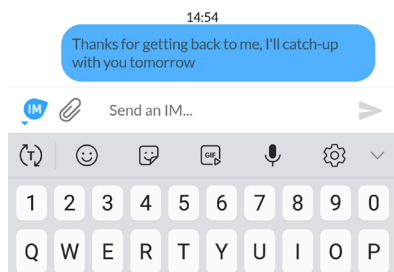 14:54
Thanks for getting back to me, I'll catch-up
with you tomorrow
IM
Send an IM...
T
GIF
1 2 3 4 5 6 7 8 9 0
Q W E R T Y U I O P